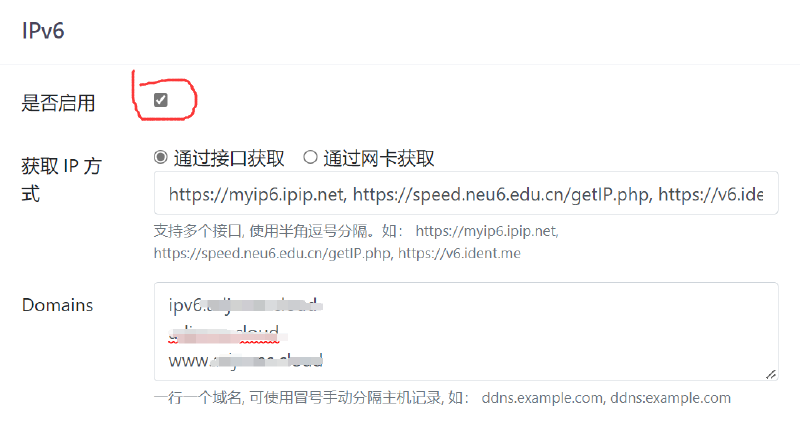 IPv6
是否启用
获取 IP 方式
通过接口获取 通过网卡获取
https://myip6.ipip.net, https://speed.neu6.edu.cn/getIP.php, https://v6.ide
支持多个接口, 使用半角逗号分隔。如： https://myip6.ipip.net,
https://speed.neu6.edu.cn/getIP.php, https://v6.ident.me
Domains
ipv6.
cloud
www.
一行一个域名, 可使用冒号手动分隔主机记录, 如： ddns.example.com, ddns:example.com